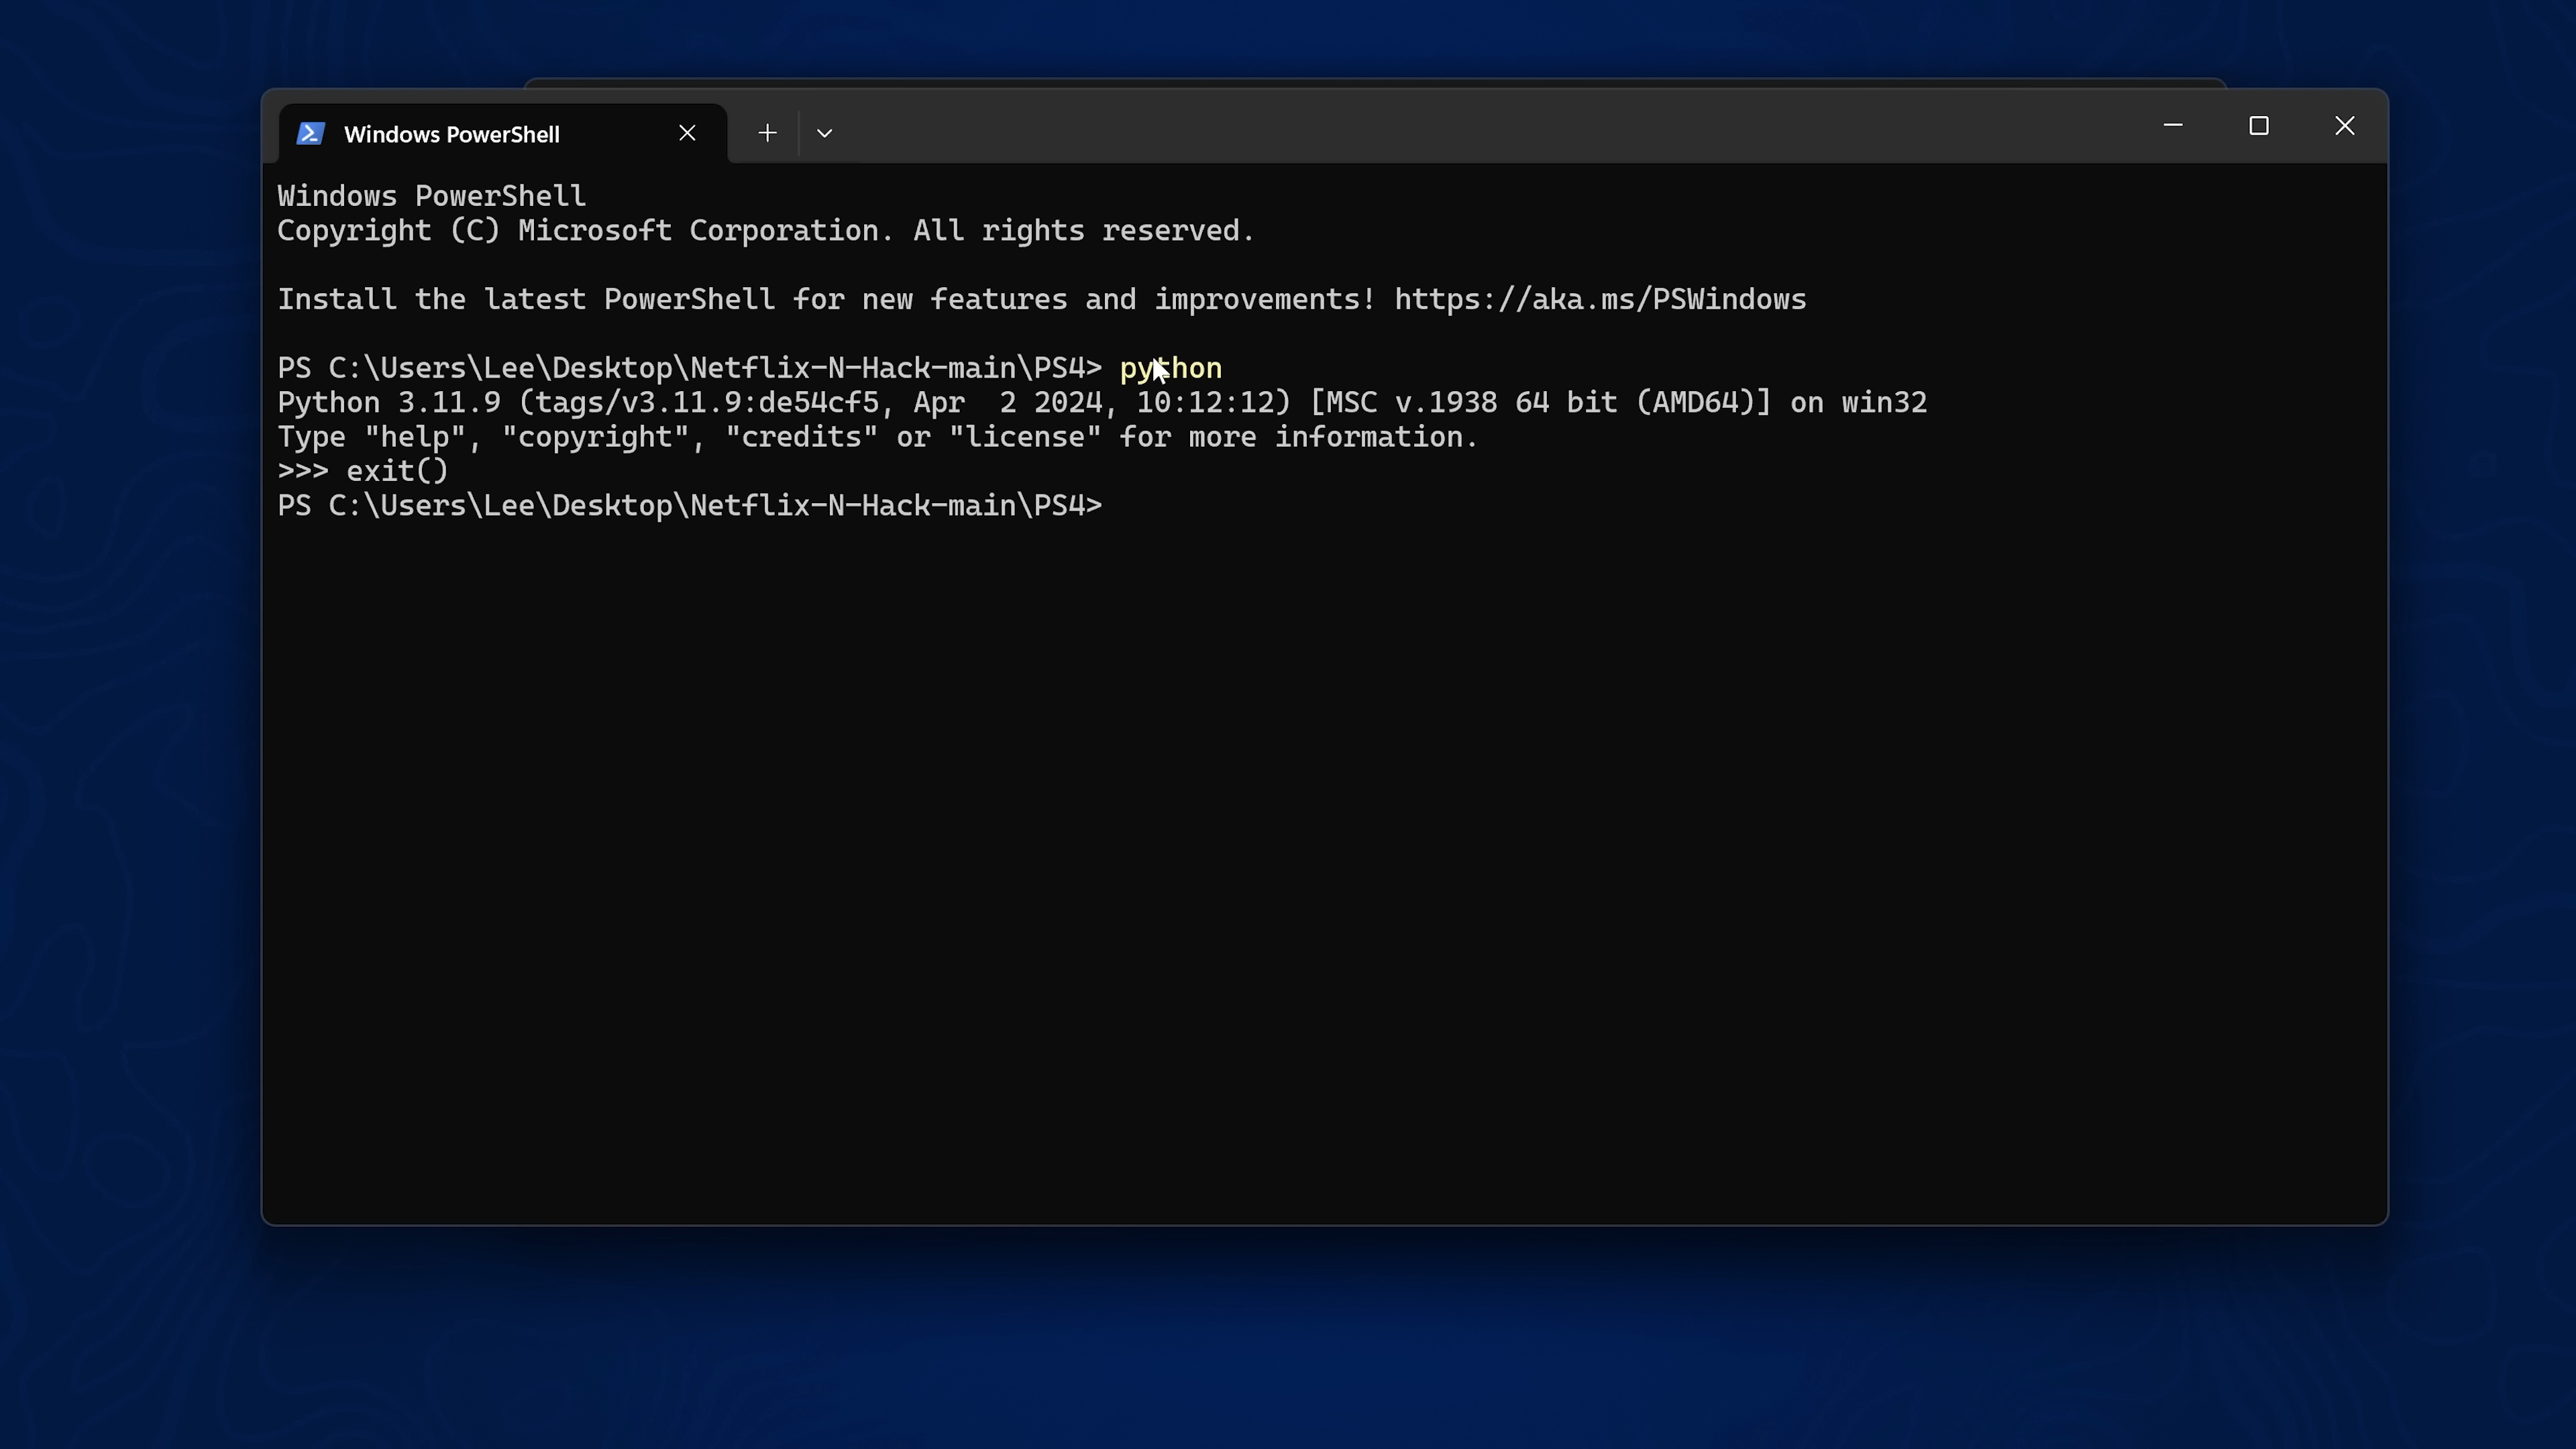 Windows PowerShell
Windows PowerShell
Copyright (C) Microsoft Corporation. All rights reserved.
Install the latest PowerShell for new features and improvements! https://aka.ms/PSWindows
PS C:\Users\Lee\Desktop\Netflix-N-Hack-main\PS4> python
Python 3.11.9 (tags/v3.11.9:de54cf5, Apr  2 2024, 10:12:12) [MSC v.1938 64 bit (AMD64)] on win32
Type "help", "copyright", "credits" or "license" for more information.
>>> exit()
PS C:\Users\Lee\Desktop\Netflix-N-Hack-main\PS4>